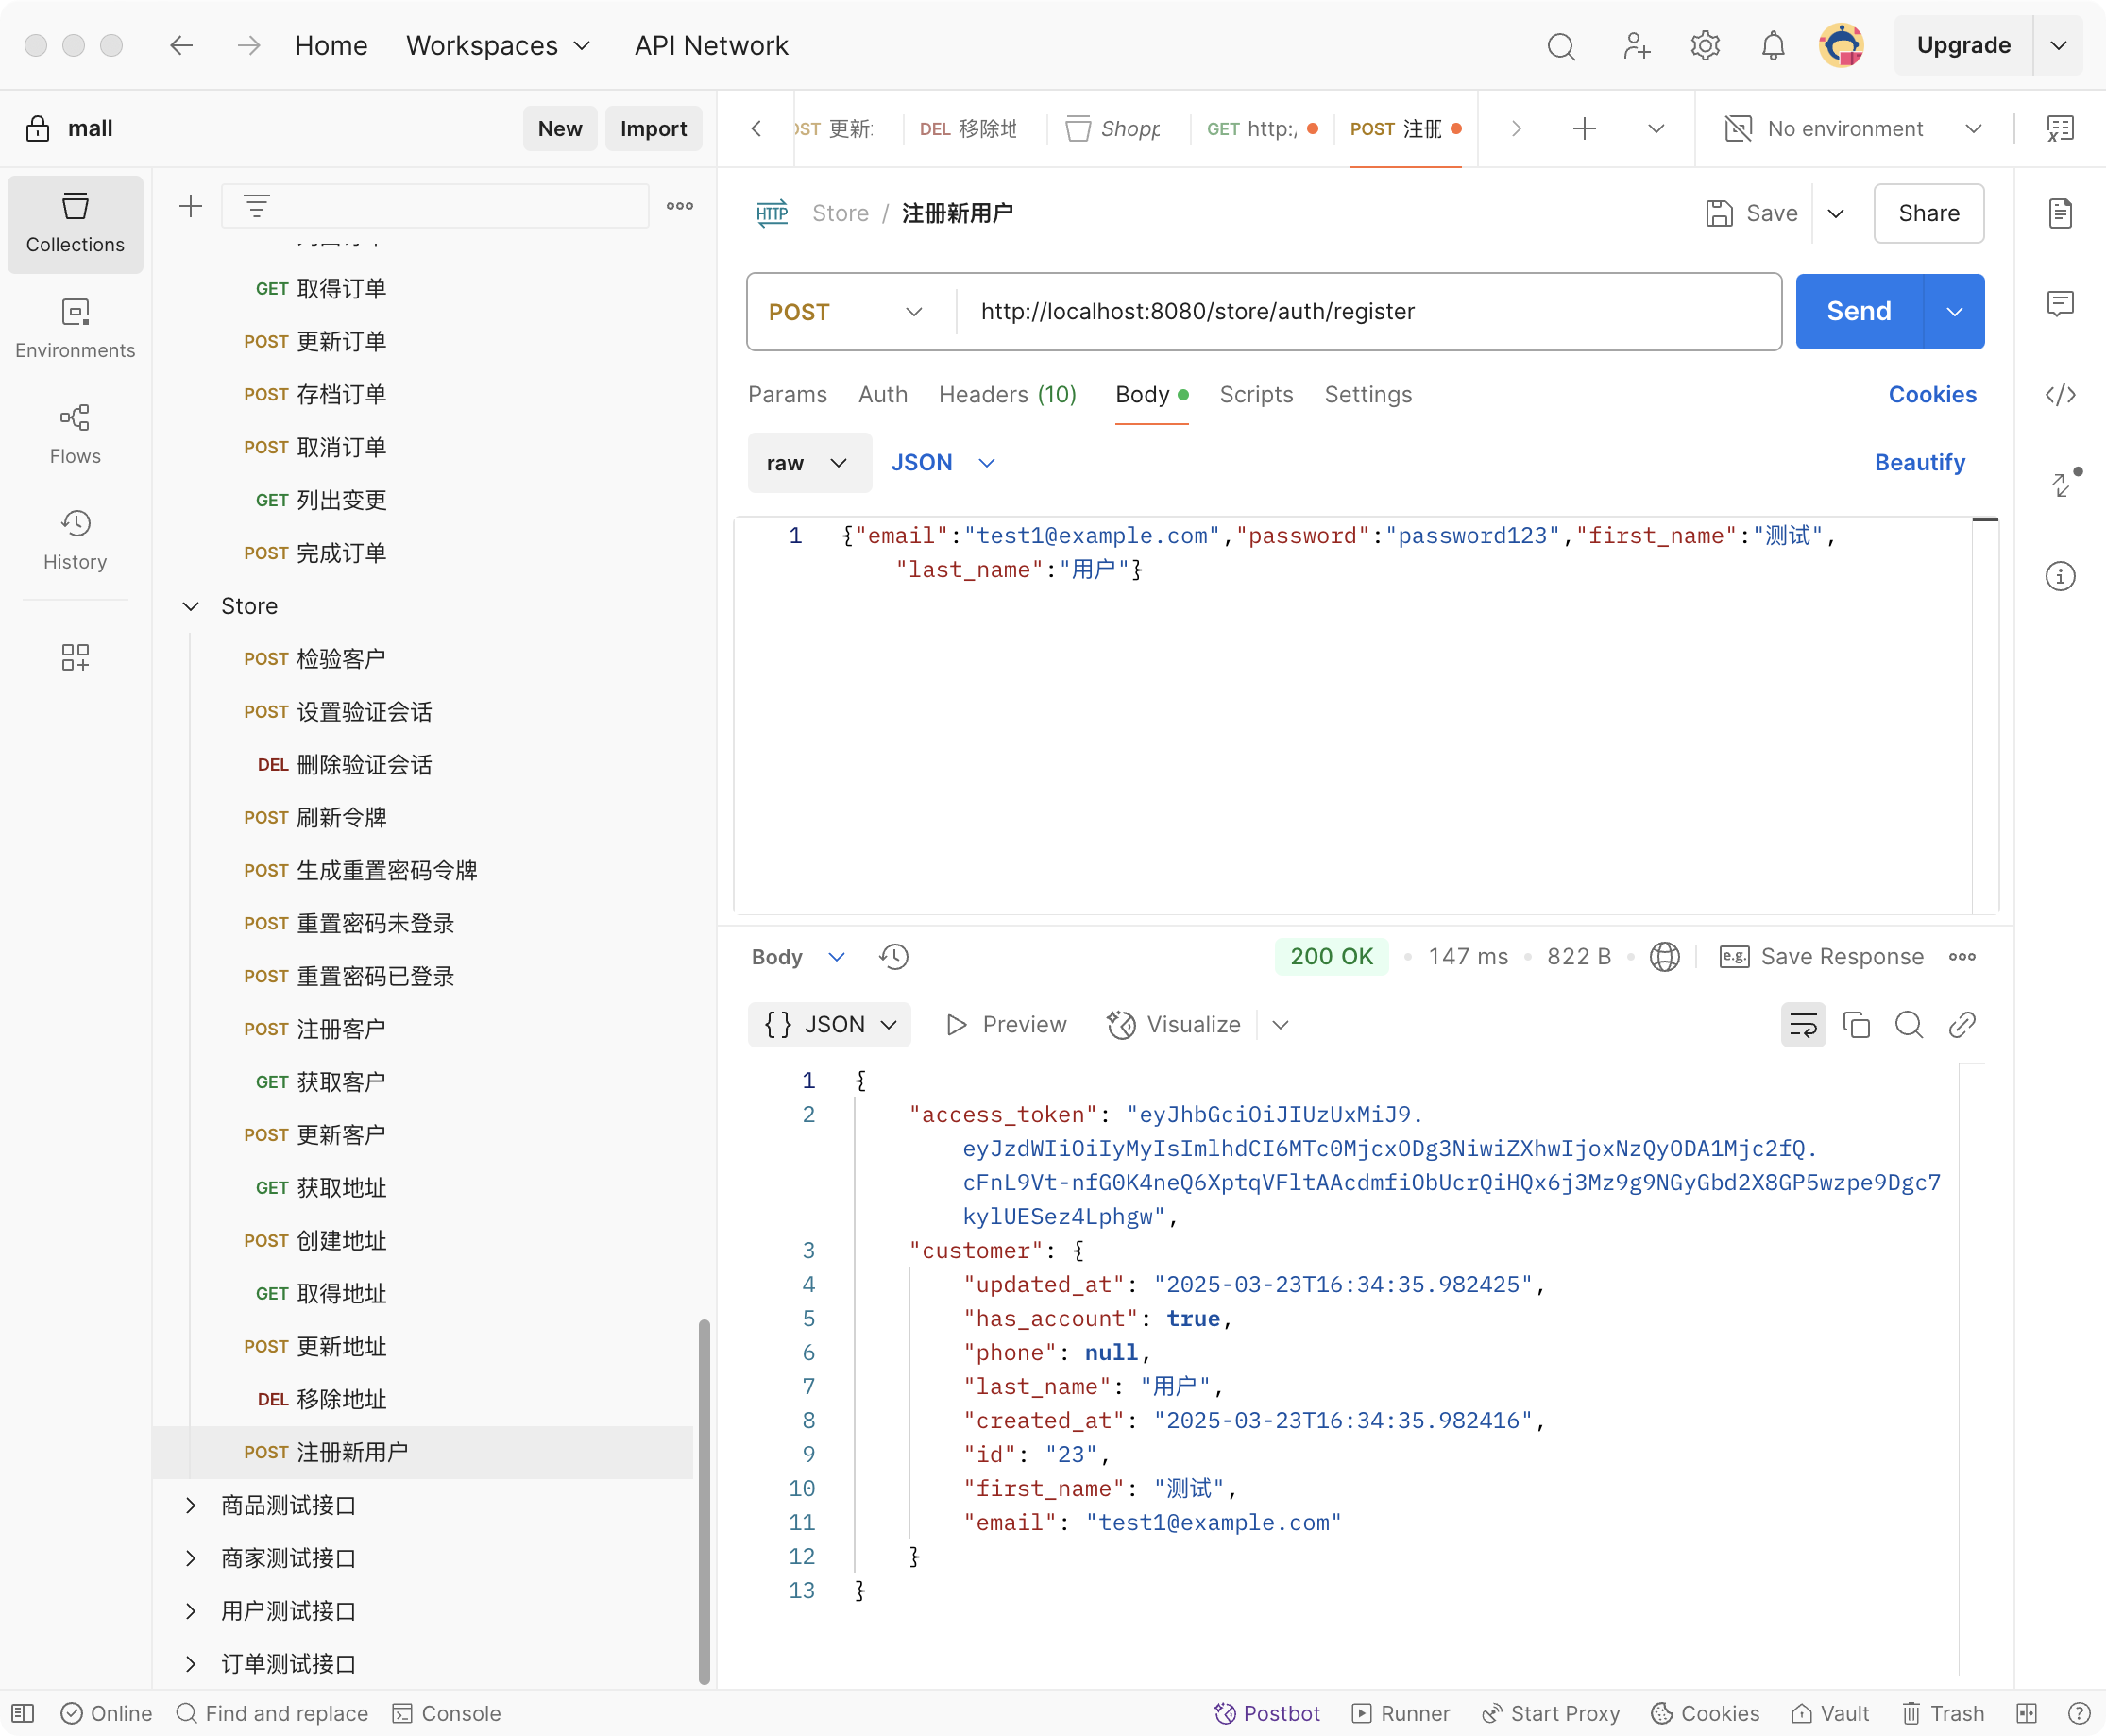 Home Workspaces API Network Upgrade
mall New Import
更新 DEL 移除地 Shopp GET http:/ POST 注册 No environment
Collections
Environments
Flows
History
GET 取得订单
POST 更新订单
POST 存档订单
POST 取消订单
GET 列出变更
POST 完成订单
Store
POST 检验客户
POST 设置验证会话
DEL 删除验证会话
POST 刷新令牌
POST 生成重置密码令牌
POST 重置密码未登录
POST 重置密码已登录
POST 注册客户
GET 获取客户
POST 更新客户
GET 获取地址
POST 创建地址
GET 取得地址
POST 更新地址
DEL 移除地址
POST 注册新用户
商品测试接口
商家测试接口
用户测试接口
订单测试接口
HTTP Store / 注册新用户 Save Share
POST http://localhost:8080/store/auth/register Send
Params Auth Headers (10) Body Scripts Settings Cookies
raw JSON Beautify
1 {"email":"test1@example.com","password":"password123","first_name":"测试",
"last_name":"用户"}
Body 200 OK 147 ms 822 B e.g. Save Response
{} JSON Preview Visualize
1 {
2 "access_token": "eyJhbGciOiJIUzUxMiJ9.
eyJzdWIiOiIyMyIsImlhdCI6MTc0MjcxODg3NiwiZXhwIjoxNzQyODA1Mjc2fQ.
cFnL9Vt-nfG0K4neQ6XptqVFltAAcdmfiObUcrQiHQx6j3Mz9g9NGyGbd2X8GP5wzpe9Dgc7
kylUESez4Lphgw",
3 "customer": {
4 "updated_at": "2025-03-23T16:34:35.982425",
5 "has_account": true,
6 "phone": null,
7 "last_name": "用户",
8 "created_at": "2025-03-23T16:34:35.982416",
9 "id": "23",
10 "first_name": "测试",
11 "email": "test1@example.com"
12 }
13 }
Online Find and replace Console Postbot Runner Start Proxy Cookies Vault Trash